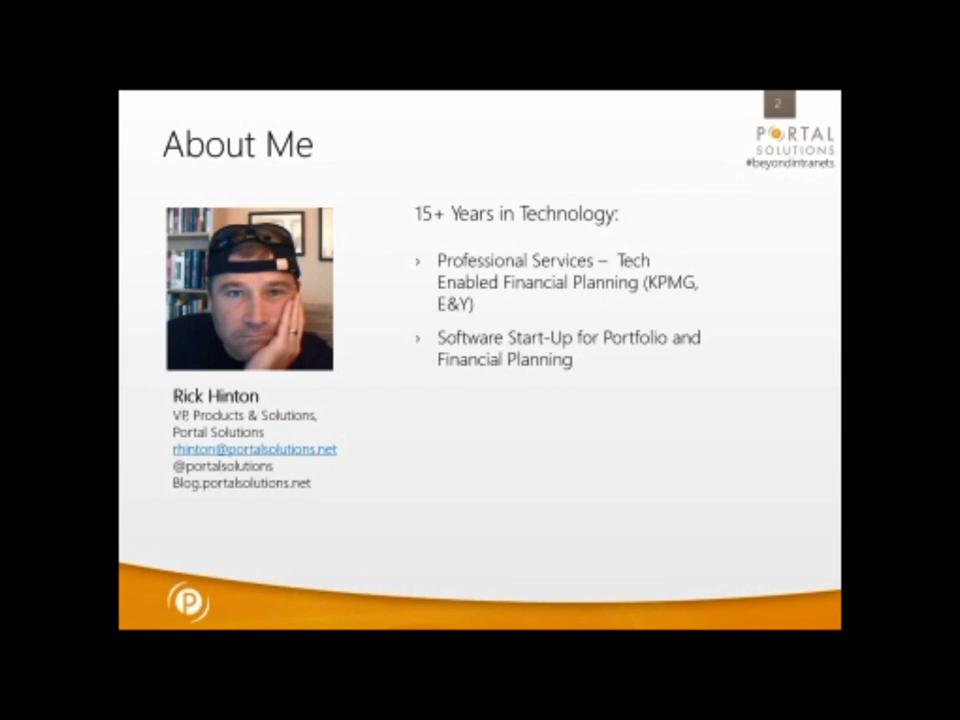 2
PORTAL
SOLUTIONS
#beyondintranets
About Me
15+ Years in Technology:
› Professional Services – Tech
Enabled Financial Planning (KPMG,
E&Y)
› Software Start-Up for Portfolio and
Financial Planning
Rick Hinton
VP, Products & Solutions,
Portal Solutions
rhinton@portalsolutions.net
@portalsolutions
Blog.portalsolutions.net
P